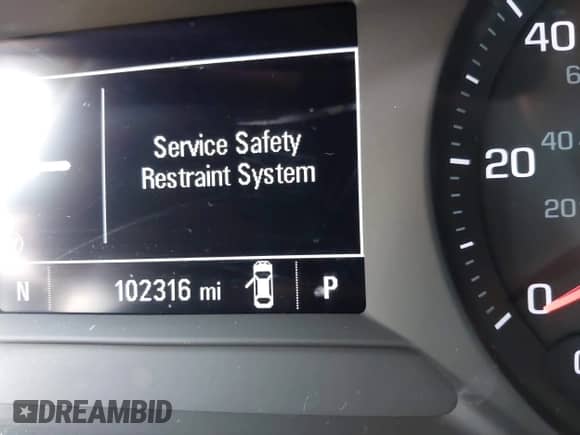 Service Safety
Restraint System
N 102316 mi P
40
20
0
40
20
DREAMBID